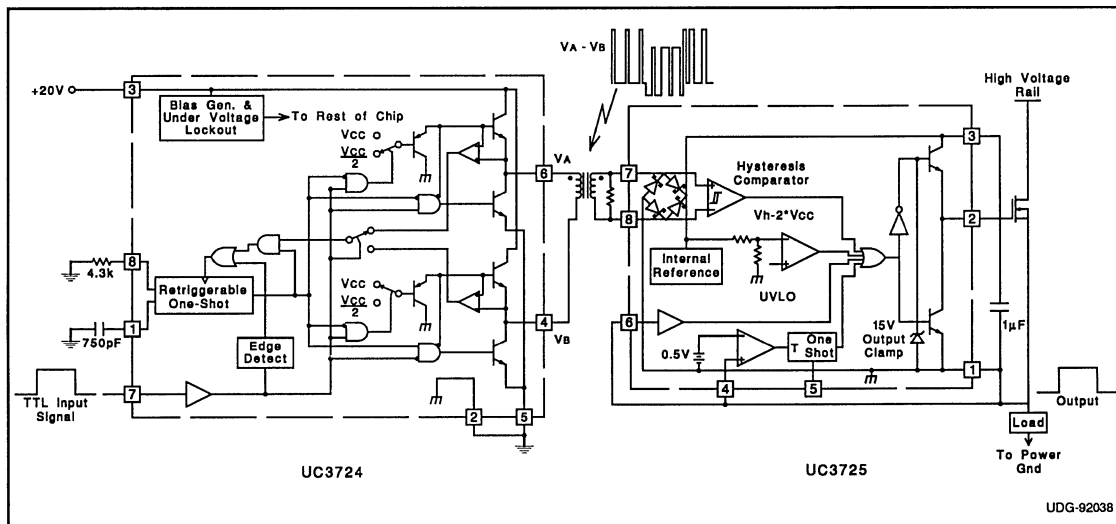 VA - VB
High Voltage
Rail
+20V
3
Bias Gen. &
Under Voltage
Lockout
To Rest of Chip
VCC
VCC
2
6
VA
7
8
Hysteresis
Comparator
Vh-2*Vcc
3
2
Internal
Reference
UVLO
8
4.3k
Retriggerable
One-Shot
1
750pF
Edge
Detect
VCC
VCC
2
4
VB
6
0.5V
T One
Shot
15V
Output
Clamp
1µF
1
4
5
TTL Input
Signal
7
2
5
Output
Load
To Power
Gnd
UC3724
UC3725
UDG-92038